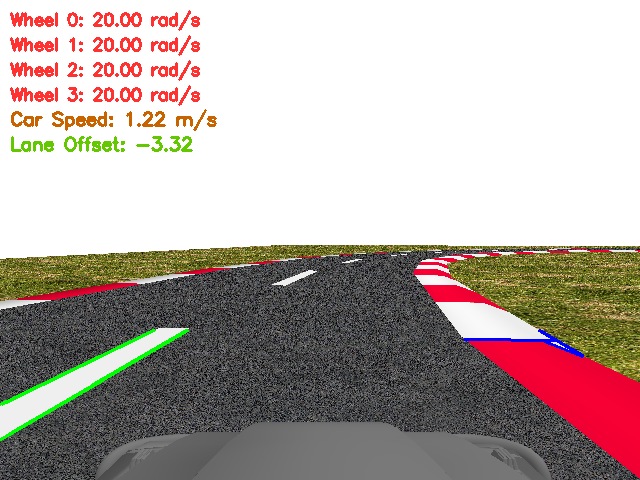 Wheel 0: 20.00 rad/s
Wheel 1: 20.00 rad/s
Wheel 2: 20.00 rad/s
Wheel 3: 20.00 rad/s
Car Speed: 1.22 m/s
Lane Offset: -3.32